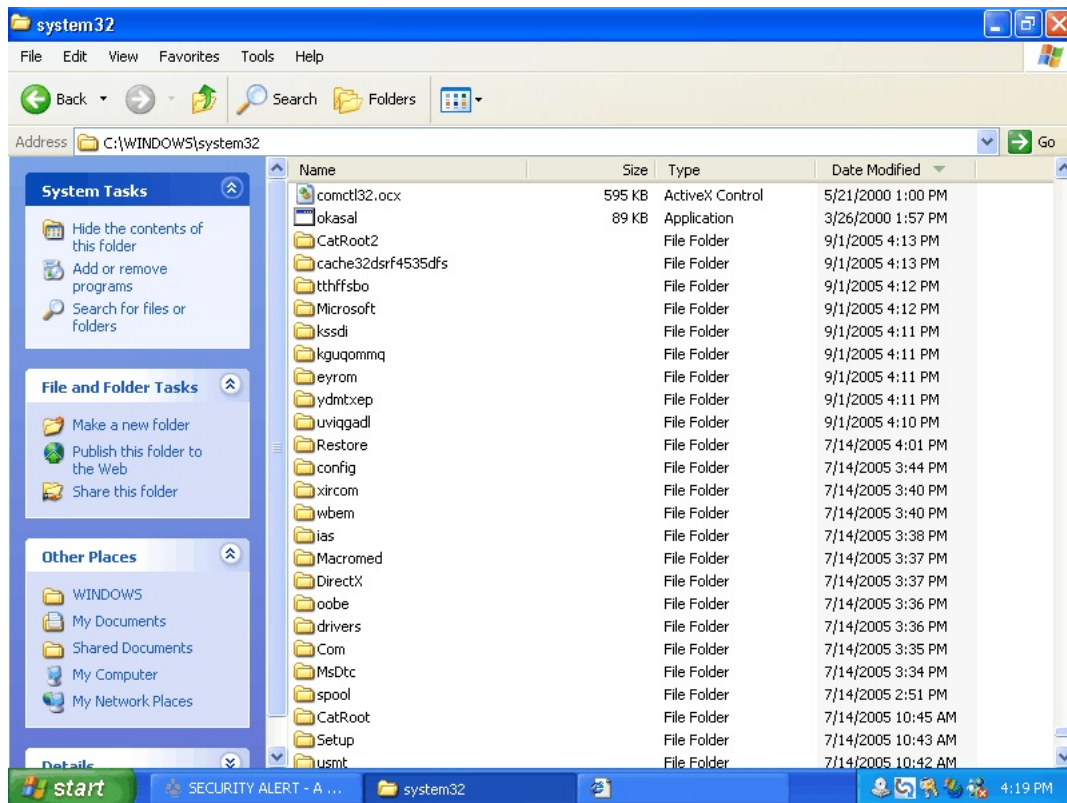 system32
File Edit View Favorites Tools Help
Back Search Folders
Address C:\WINDOWS\system32 Go
System Tasks
Hide the contents of
this folder
Add or remove
programs
Search for files or
folders
File and Folder Tasks
Make a new folder
Publish this folder to
the Web
Share this folder
Other Places
WINDOWS
My Documents
Shared Documents
My Computer
My Network Places
Details
Name Size Type Date Modified
comctl32.ocx 595 KB ActiveX Control 5/21/2000 1:00 PM
okasal 89 KB Application 3/26/2000 1:57 PM
CatRoot2 File Folder 9/1/2005 4:13 PM
cache32dsrf4535dfs File Folder 9/1/2005 4:13 PM
tthffsbo File Folder 9/1/2005 4:12 PM
Microsoft File Folder 9/1/2005 4:12 PM
kssdi File Folder 9/1/2005 4:11 PM
kguqommq File Folder 9/1/2005 4:11 PM
eyrom File Folder 9/1/2005 4:11 PM
ydmtxep File Folder 9/1/2005 4:11 PM
uviqgadl File Folder 9/1/2005 4:10 PM
Restore File Folder 7/14/2005 4:01 PM
config File Folder 7/14/2005 3:44 PM
xircom File Folder 7/14/2005 3:40 PM
wbem File Folder 7/14/2005 3:40 PM
ias File Folder 7/14/2005 3:38 PM
Macromed File Folder 7/14/2005 3:37 PM
DirectX File Folder 7/14/2005 3:37 PM
oobe File Folder 7/14/2005 3:36 PM
drivers File Folder 7/14/2005 3:36 PM
Com File Folder 7/14/2005 3:35 PM
MsDtc File Folder 7/14/2005 3:34 PM
spool File Folder 7/14/2005 2:51 PM
CatRoot File Folder 7/14/2005 10:45 AM
Setup File Folder 7/14/2005 10:43 AM
usmt File Folder 7/14/2005 10:42 AM
start SECURITY ALERT - A ... system32 4:19 PM